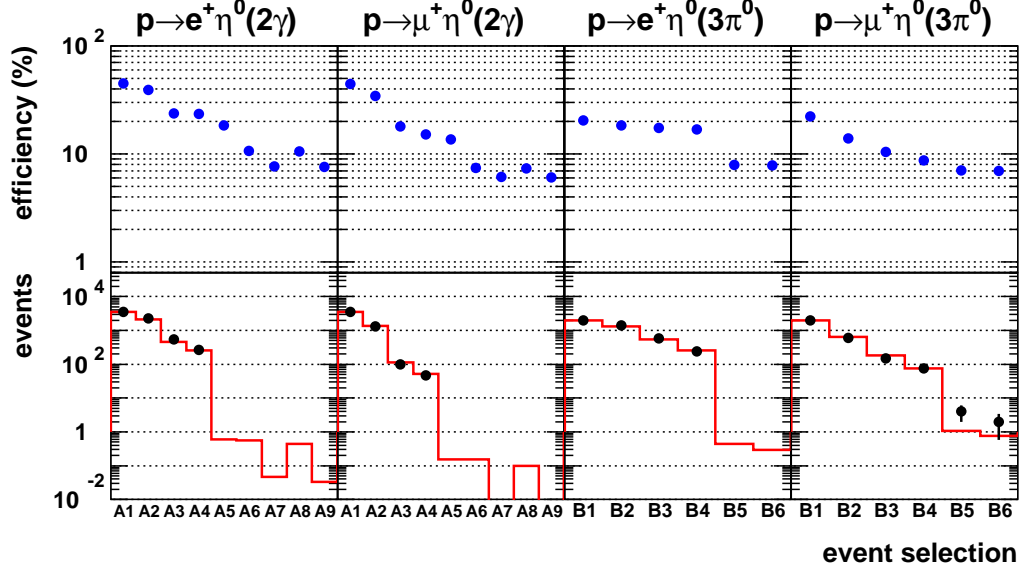 p→e⁺η⁰(2γ) p→μ⁺η⁰(2γ) p→e⁺η⁰(3π⁰) p→μ⁺η⁰(3π⁰)
efficiency (%)
10²
10
1
events
10⁴
10²
1
10⁻²
A1 A2 A3 A4 A5 A6 A7 A8 A9 A1 A2 A3 A4 A5 A6 A7 A8 A9 B1 B2 B3 B4 B5 B6 B1 B2 B3 B4 B5 B6
event selection